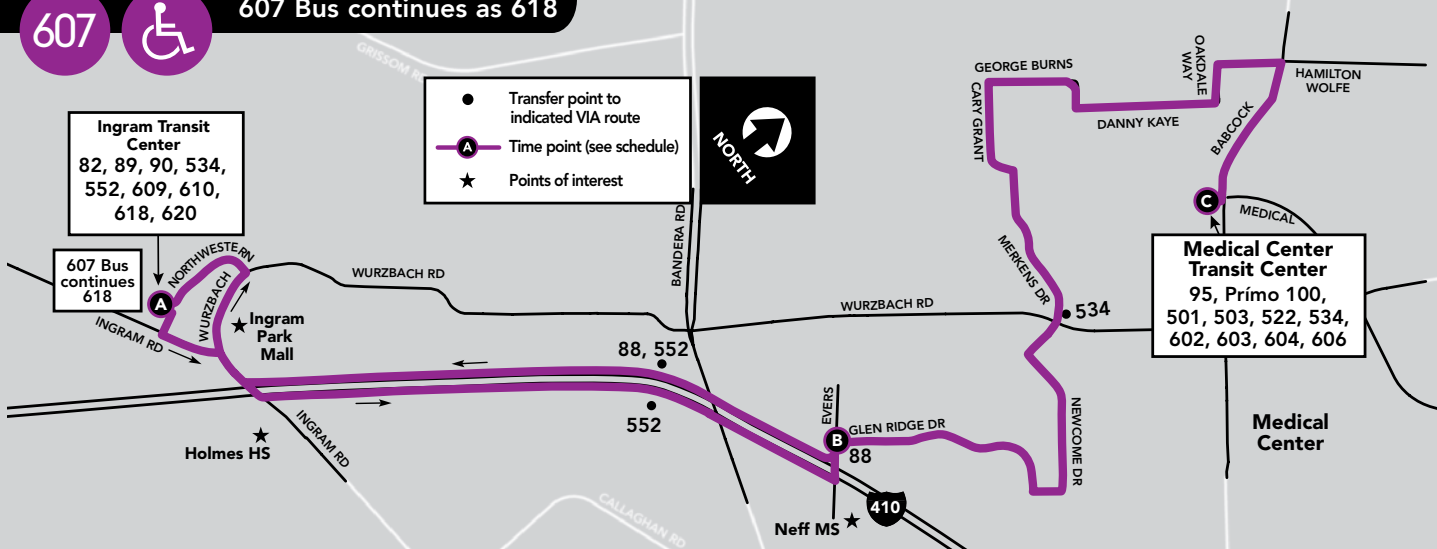 607 Bus continues as 618
607
GRISSOM RD
Transfer point to
indicated VIA route
A
Time point (see schedule)
Points of interest
NORTH
Ingram Transit
Center
82, 89, 90, 534,
552, 609, 610,
618, 620
607 Bus
continues
618
A
NORTHWESTERN
WURZBACH
INGRAM RD
Ingram
Park
Mall
WURZBACH RD
BANDERA RD
WURZBACH RD
88, 552
552
Holmes HS
INGRAM RD
CALLAGHAN RD
EVERS
B
GLEN RIDGE DR
88
Neff MS
410
NEWCOME DR
534
MERKENS DR
CARY GRANT
GEORGE BURNS
DANNY KAYE
OAKDALE
WAY
HAMILTON
WOLFE
BABCOCK
C
MEDICAL
Medical Center
Transit Center
95, Prímo 100,
501, 503, 522, 534,
602, 603, 604, 606
Medical
Center